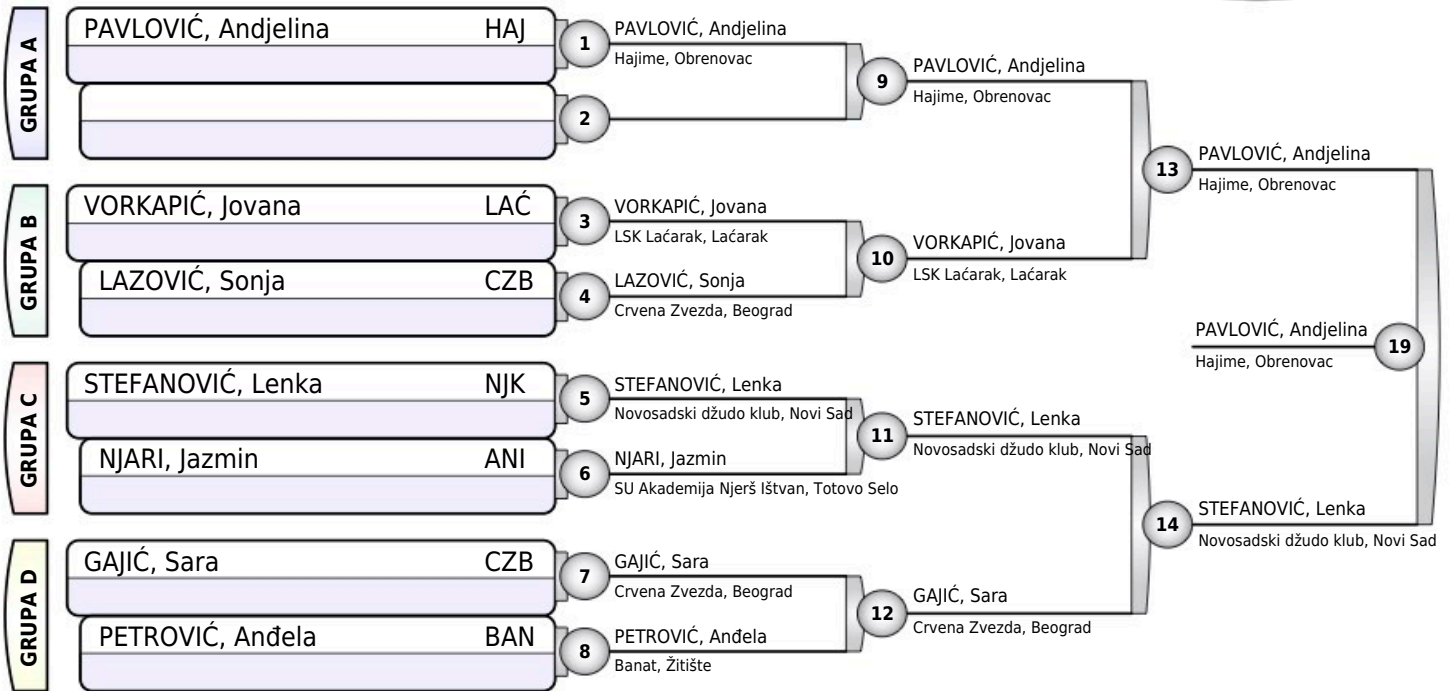 GRUPA A
PAVLOVIĆ, Andjelina HAJ
1
PAVLOVIĆ, Andjelina
Hajime, Obrenovac
2
9
PAVLOVIĆ, Andjelina
Hajime, Obrenovac
GRUPA B
VORKAPIĆ, Jovana LAĆ
3
VORKAPIĆ, Jovana
LSK Laćarak, Laćarak
LAZOVIĆ, Sonja CZB
4
LAZOVIĆ, Sonja
Crvena Zvezda, Beograd
10
VORKAPIĆ, Jovana
LSK Laćarak, Laćarak
13
PAVLOVIĆ, Andjelina
Hajime, Obrenovac
GRUPA C
STEFANOVIĆ, Lenka NJK
5
STEFANOVIĆ, Lenka
Novosadski džudo klub, Novi Sad
NJARI, Jazmin ANI
6
NJARI, Jazmin
SU Akademija Njerš Ištvan, Totovo Selo
11
STEFANOVIĆ, Lenka
Novosadski džudo klub, Novi Sad
GRUPA D
GAJIĆ, Sara CZB
7
GAJIĆ, Sara
Crvena Zvezda, Beograd
PETROVIĆ, Anđela BAN
8
PETROVIĆ, Anđela
Banat, Žitište
12
GAJIĆ, Sara
Crvena Zvezda, Beograd
14
STEFANOVIĆ, Lenka
Novosadski džudo klub, Novi Sad
PAVLOVIĆ, Andjelina
Hajime, Obrenovac
19